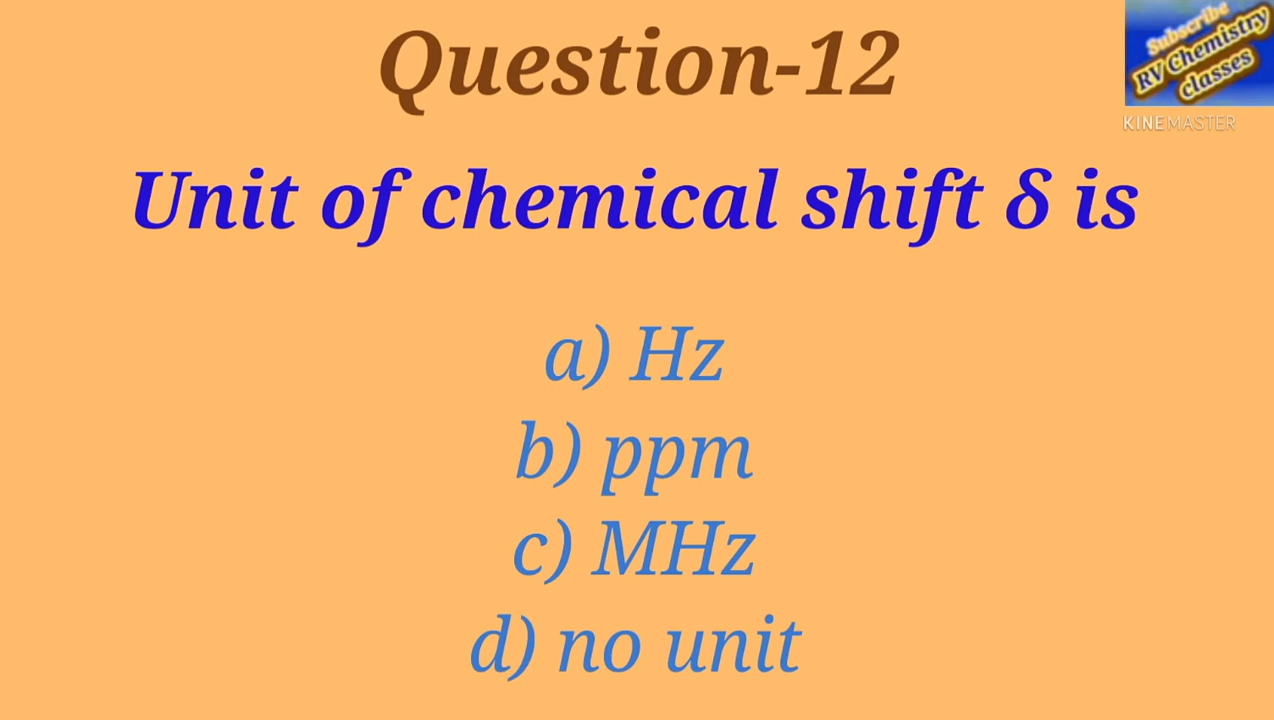 Question-12
Subscribe
RV Chemistry
classes
KINEMASTER
Unit of chemical shift δ is
a) Hz
b) ppm
c) MHz
d) no unit